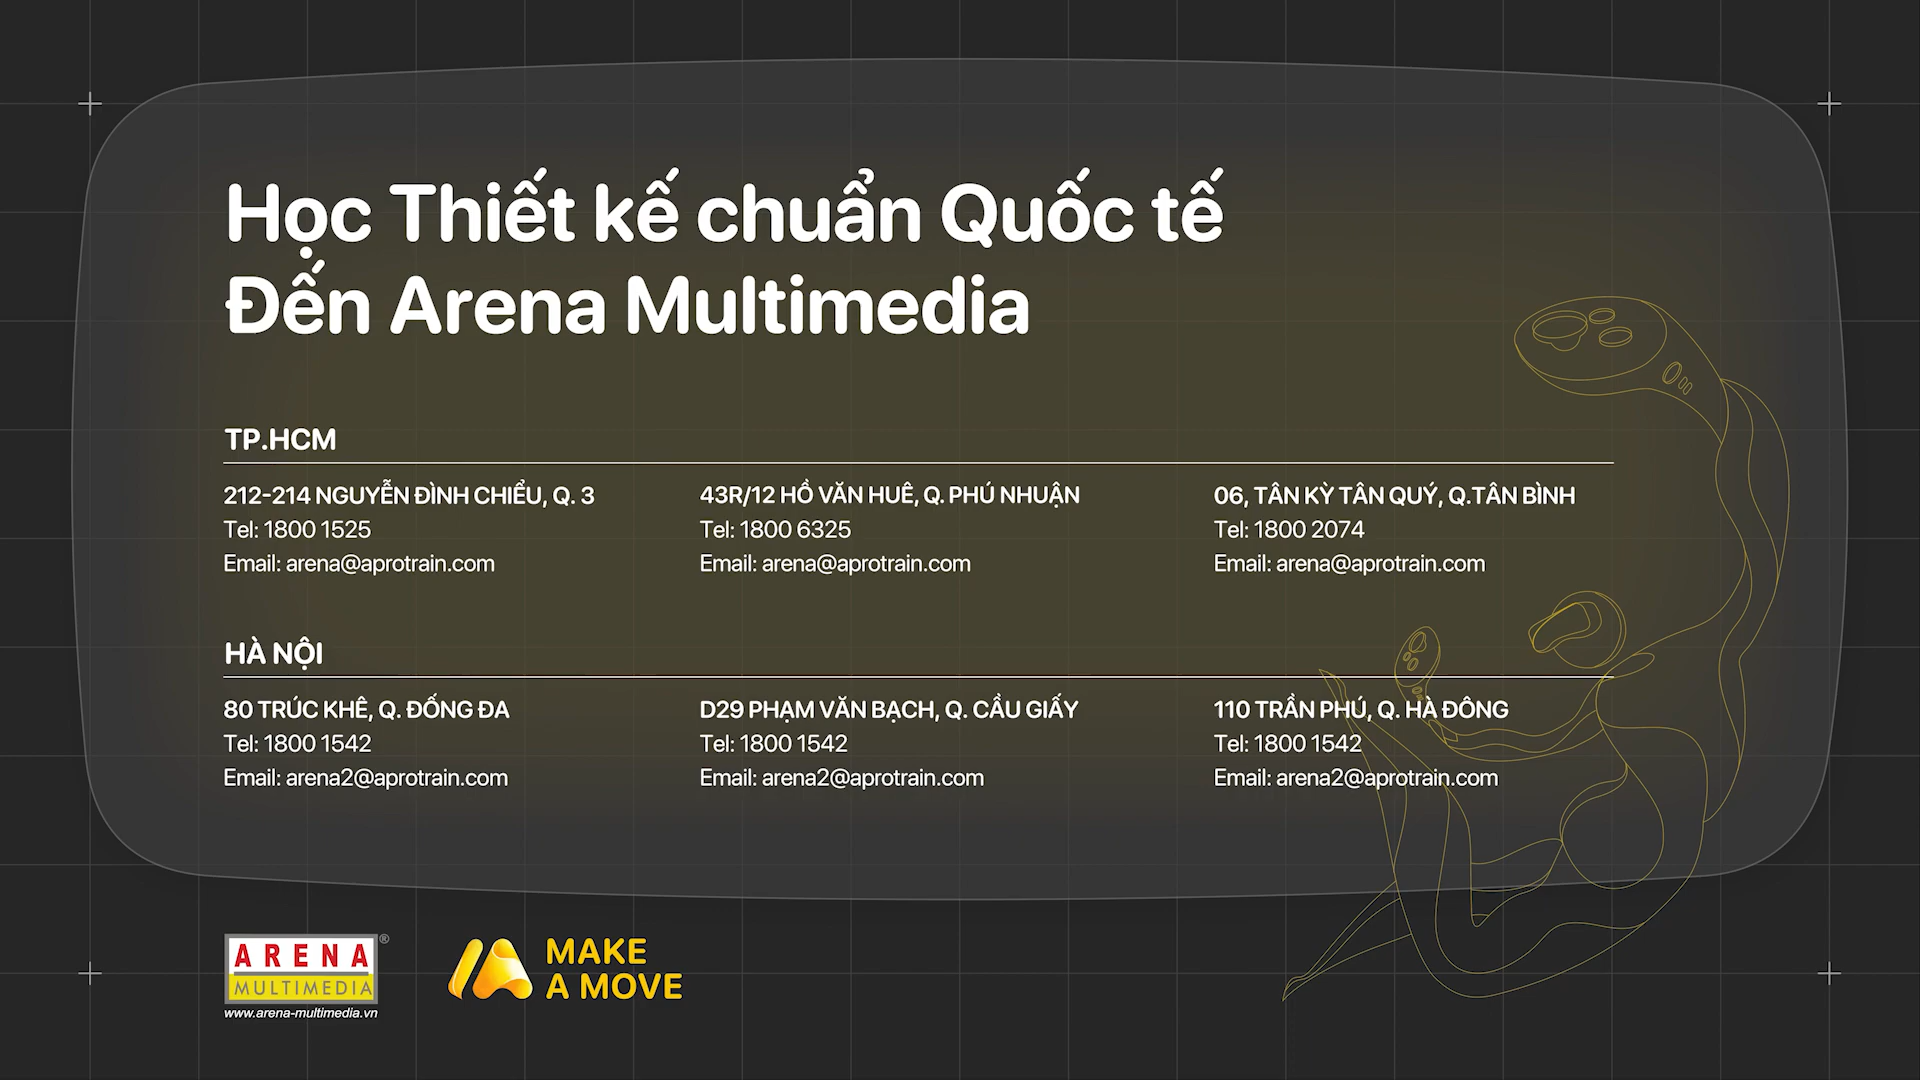 Học Thiết kế chuẩn Quốc tế
Đến Arena Multimedia
TP.HCM
212-214 NGUYỄN ĐÌNH CHIỂU, Q. 3
Tel: 1800 1525
Email: arena@aprotrain.com
43R/12 HỒ VĂN HUÊ, Q. PHÚ NHUẬN
Tel: 1800 6325
Email: arena@aprotrain.com
06, TÂN KỲ TÂN QUÝ, Q.TÂN BÌNH
Tel: 1800 2074
Email: arena@aprotrain.com
HÀ NỘI
80 TRÚC KHÊ, Q. ĐỐNG ĐA
Tel: 1800 1542
Email: arena2@aprotrain.com
D29 PHẠM VĂN BẠCH, Q. CẦU GIẤY
Tel: 1800 1542
Email: arena2@aprotrain.com
110 TRẦN PHÚ, Q. HÀ ĐÔNG
Tel: 1800 1542
Email: arena2@aprotrain.com
ARENA ®
MULTIMEDIA
www.arena-multimedia.vn
MAKE
A MOVE